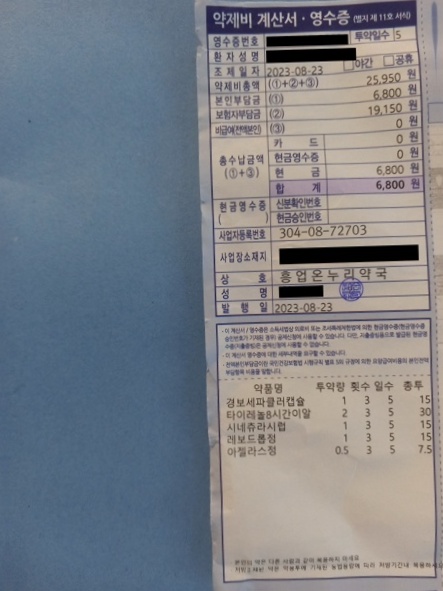 약제비 계산서·영수증 (별지 제 11호 서식)
영수증번호 투약일수 5
환자성명
조제일자 2023-08-23 □야간 □공휴
약제비총액 (①+②+③) 25,950 원
본인부담금 (①) 6,800 원
보험자부담금 (②) 19,150 원
비급여(전액본인) (③) 0 원
총수납금액 (①+③) 카 드 0 원
현금영수증 0 원
현 금 6,800 원
합 계 6,800 원
현금영수증 ( ) 신분확인번호
현금승인번호
사업자등록번호 304-08-72703
사업장소재지
상 호 흥업온누리약국
성 명
발 행 일 2023-08-23
약품명 투약량 횟수 일수 총투
경보세파클러캡슐 1 3 5 15
타이레놀8시간이알 2 3 5 30
시네츄라시럽 1 3 5 15
레보드롭정 1 3 5 15
아젤라스정 0.5 3 5 7.5